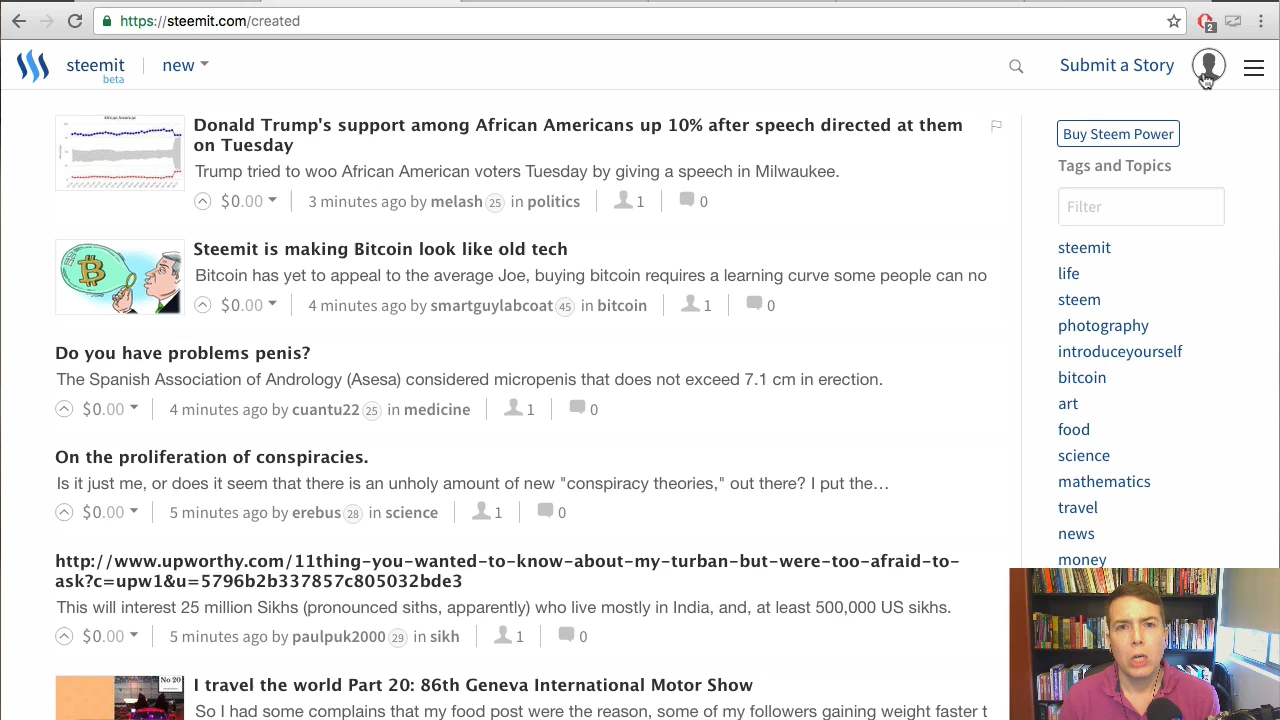 https://steemit.com/created
2
steemit
beta
new
Submit a Story
Donald Trump's support among African Americans up 10% after speech directed at them
on Tuesday
Trump tried to woo African American voters Tuesday by giving a speech in Milwaukee.
$0.00 3 minutes ago by melash 25 in politics 1 0
Steemit is making Bitcoin look like old tech
Bitcoin has yet to appeal to the average Joe, buying bitcoin requires a learning curve some people can no
$0.00 4 minutes ago by smartguylabcoat 45 in bitcoin 1 0
Do you have problems penis?
The Spanish Association of Andrology (Asesa) considered micropenis that does not exceed 7.1 cm in erection.
$0.00 4 minutes ago by cuantu22 25 in medicine 1 0
On the proliferation of conspiracies.
Is it just me, or does it seem that there is an unholy amount of new "conspiracy theories," out there? I put the…
$0.00 5 minutes ago by erebus 28 in science 1 0
http://www.upworthy.com/11thing-you-wanted-to-know-about-my-turban-but-were-too-afraid-to-
ask?c=upw1&u=5796b2b337857c805032bde3
This will interest 25 million Sikhs (pronounced siths, apparently) who live mostly in India, and, at least 500,000 US sikhs.
$0.00 5 minutes ago by paulpuk2000 29 in sikh 1 0
No 20
I travel the world Part 20: 86th Geneva International Motor Show
So I had some complains that my food post were the reason, some of my followers gaining weight faster t
Buy Steem Power
Tags and Topics
Filter
steemit
life
steem
photography
introduceyourself
bitcoin
art
food
science
mathematics
travel
news
money